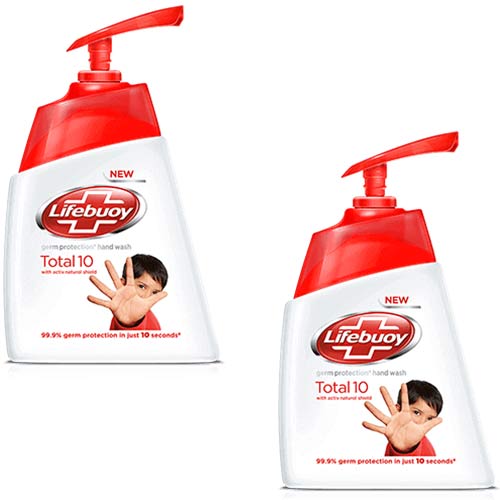 NEW
Lifebuoy
germ protection* hand wash
Total 10
with activ natural shield
99.9% germ protection in just 10 seconds*
NEW
Lifebuoy
germ protection* hand wash
Total 10
with activ natural shield
99.9% germ protection in just 10 seconds*